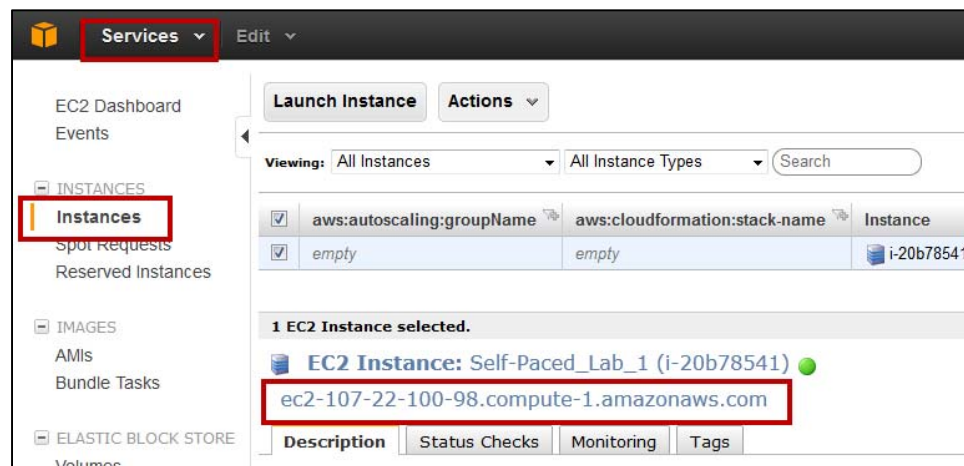 Services Edit
EC2 Dashboard
Events
INSTANCES
Instances
Spot Requests
Reserved Instances
IMAGES
AMIs
Bundle Tasks
ELASTIC BLOCK STORE
Volumes
Launch Instance Actions
Viewing: All Instances All Instance Types Search
aws:autoscaling:groupName aws:cloudformation:stack-name Instance
empty empty i-20b78541
1 EC2 Instance selected.
EC2 Instance: Self-Paced_Lab_1 (i-20b78541)
ec2-107-22-100-98.compute-1.amazonaws.com
Description Status Checks Monitoring Tags